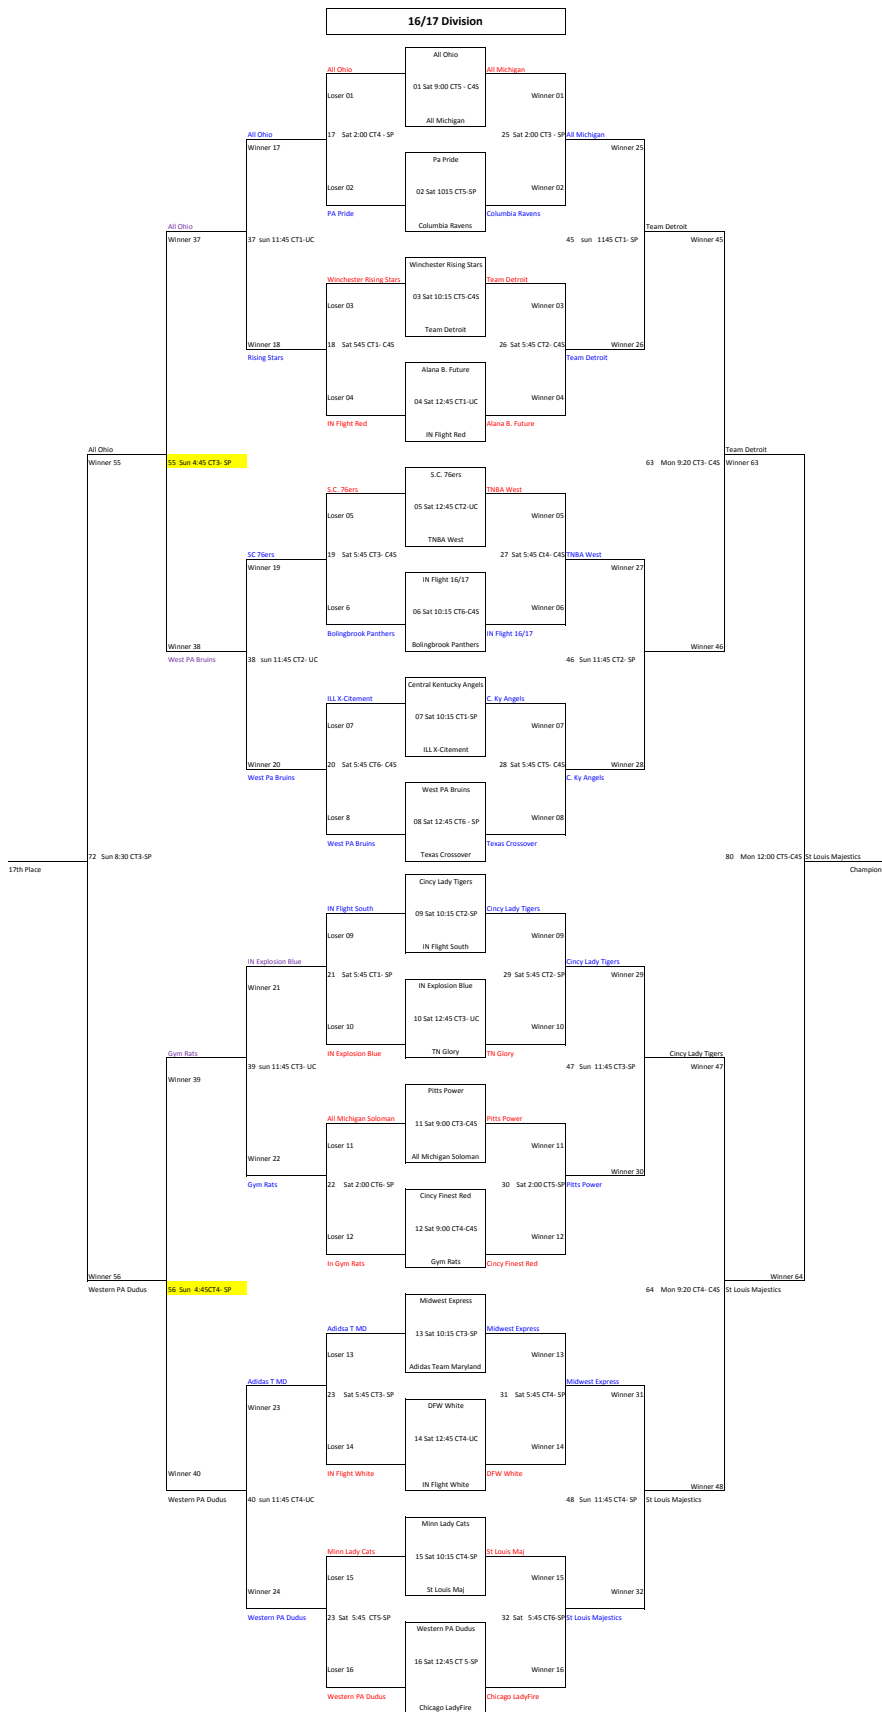 16/17 Division
All Ohio
All Ohio
All Michigan
01 Sat 9:00 CT5 - C4S
Loser 01
Winner 01
All Michigan
All Ohio
17 Sat 2:00 CT4 - SP
25 Sat 2:00 CT3 - SP
All Michigan
Winner 17
Winner 25
Pa Pride
Loser 02
02 Sat 1015 CT5-SP
Winner 02
PA Pride
Columbia Ravens
Columbia Ravens
All Ohio
Team Detroit
Winner 37
37 sun 11:45 CT1-UC
45 sun 1145 CT1- SP
Winner 45
Winchester Rising Stars
Winchester Rising Stars
Team Detroit
03 Sat 10:15 CT5-C4S
Loser 03
Winner 03
Team Detroit
Winner 18
18 Sat 545 CT1- C4S
26 Sat 5:45 CT2- C4S
Winner 26
Rising Stars
Team Detroit
Alana B. Future
Loser 04
04 Sat 12:45 CT1-UC
Winner 04
IN Flight Red
Alana B. Future
IN Flight Red
All Ohio
Team Detroit
Winner 55
55 Sun 4:45 CT3- SP
63 Mon 9:20 CT3- C4S
Winner 63
S.C. 76ers
S.C. 76ers
TNBA West
05 Sat 12:45 CT2-UC
Loser 05
Winner 05
TNBA West
SC 76ers
19 Sat 5:45 CT3- C4S
27 Sat 5:45 Ct4- C4S
TNBA West
Winner 19
Winner 27
IN Flight 16/17
Loser 6
06 Sat 10:15 CT6-C4S
Winner 06
Bolingbrook Panthers
IN Flight 16/17
Bolingbrook Panthers
Winner 38
Winner 46
West PA Bruins
38 sun 11:45 CT2- UC
46 Sun 11:45 CT2- SP
Central Kentucky Angels
ILL X-Citement
C. Ky Angels
07 Sat 10:15 CT1-SP
Loser 07
Winner 07
ILL X-Citement
Winner 20
20 Sat 5:45 CT6- C4S
28 Sat 5:45 CT5- C4S
Winner 28
West Pa Bruins
C. Ky Angels
West PA Bruins
Loser 8
08 Sat 12:45 CT6 - SP
Winner 08
West PA Bruins
Texas Crossover
Texas Crossover
72 Sun 8:30 CT3-SP
80 Mon 12:00 CT5-C4S
St Louis Majestics
17th Place
Champion
Cincy Lady Tigers
IN Flight South
Cincy Lady Tigers
09 Sat 10:15 CT2-SP
Loser 09
Winner 09
IN Flight South
IN Explosion Blue
Cincy Lady Tigers
21 Sat 5:45 CT1- SP
29 Sat 5:45 CT2- SP
Winner 29
Winner 21
IN Explosion Blue
10 Sat 12:45 CT3- UC
Loser 10
Winner 10
IN Explosion Blue
TN Glory
TN Glory
Gym Rats
Cincy Lady Tigers
39 sun 11:45 CT3- UC
47 Sun 11:45 CT3-SP
Winner 47
Winner 39
Pitts Power
All Michigan Soloman
Pitts Power
11 Sat 9:00 CT3-C4S
Loser 11
Winner 11
Winner 22
All Michigan Soloman
Winner 30
Gym Rats
22 Sat 2:00 CT6- SP
30 Sat 2:00 CT5-SP
Pitts Power
Cincy Finest Red
12 Sat 9:00 CT4-C4S
Loser 12
Winner 12
In Gym Rats
Gym Rats
Cincy Finest Red
Winner 56
Winner 64
Western PA Dudus
56 Sun 4:45CT4- SP
64 Mon 9:20 CT4- C4S
St Louis Majestics
Midwest Express
Adidsa T MD
Midwest Express
13 Sat 10:15 CT3-SP
Loser 13
Winner 13
Adidas Team Maryland
Adidas T MD
Midwest Express
23 Sat 5:45 CT3- SP
31 Sat 5:45 CT4- SP
Winner 31
Winner 23
DFW White
14 Sat 12:45 CT4-UC
Loser 14
Winner 14
Winner 40
IN Flight White
DFW White
IN Flight White
Winner 48
Western PA Dudus
40 sun 11:45 CT4-UC
48 Sun 11:45 CT4- SP
St Louis Majestics
Minn Lady Cats
Minn Lady Cats
St Louis Maj
15 Sat 10:15 CT4-SP
Loser 15
Winner 15
St Louis Maj
Winner 24
Winner 32
Western PA Dudus
23 Sat 5:45 CT5-SP
32 Sat 5:45 CT6-SP
St Louis Majestics
Western PA Dudus
16 Sat 12:45 CT 5-SP
Loser 16
Winner 16
Western PA Dudus
Chicago LadyFire
Chicago LadyFire